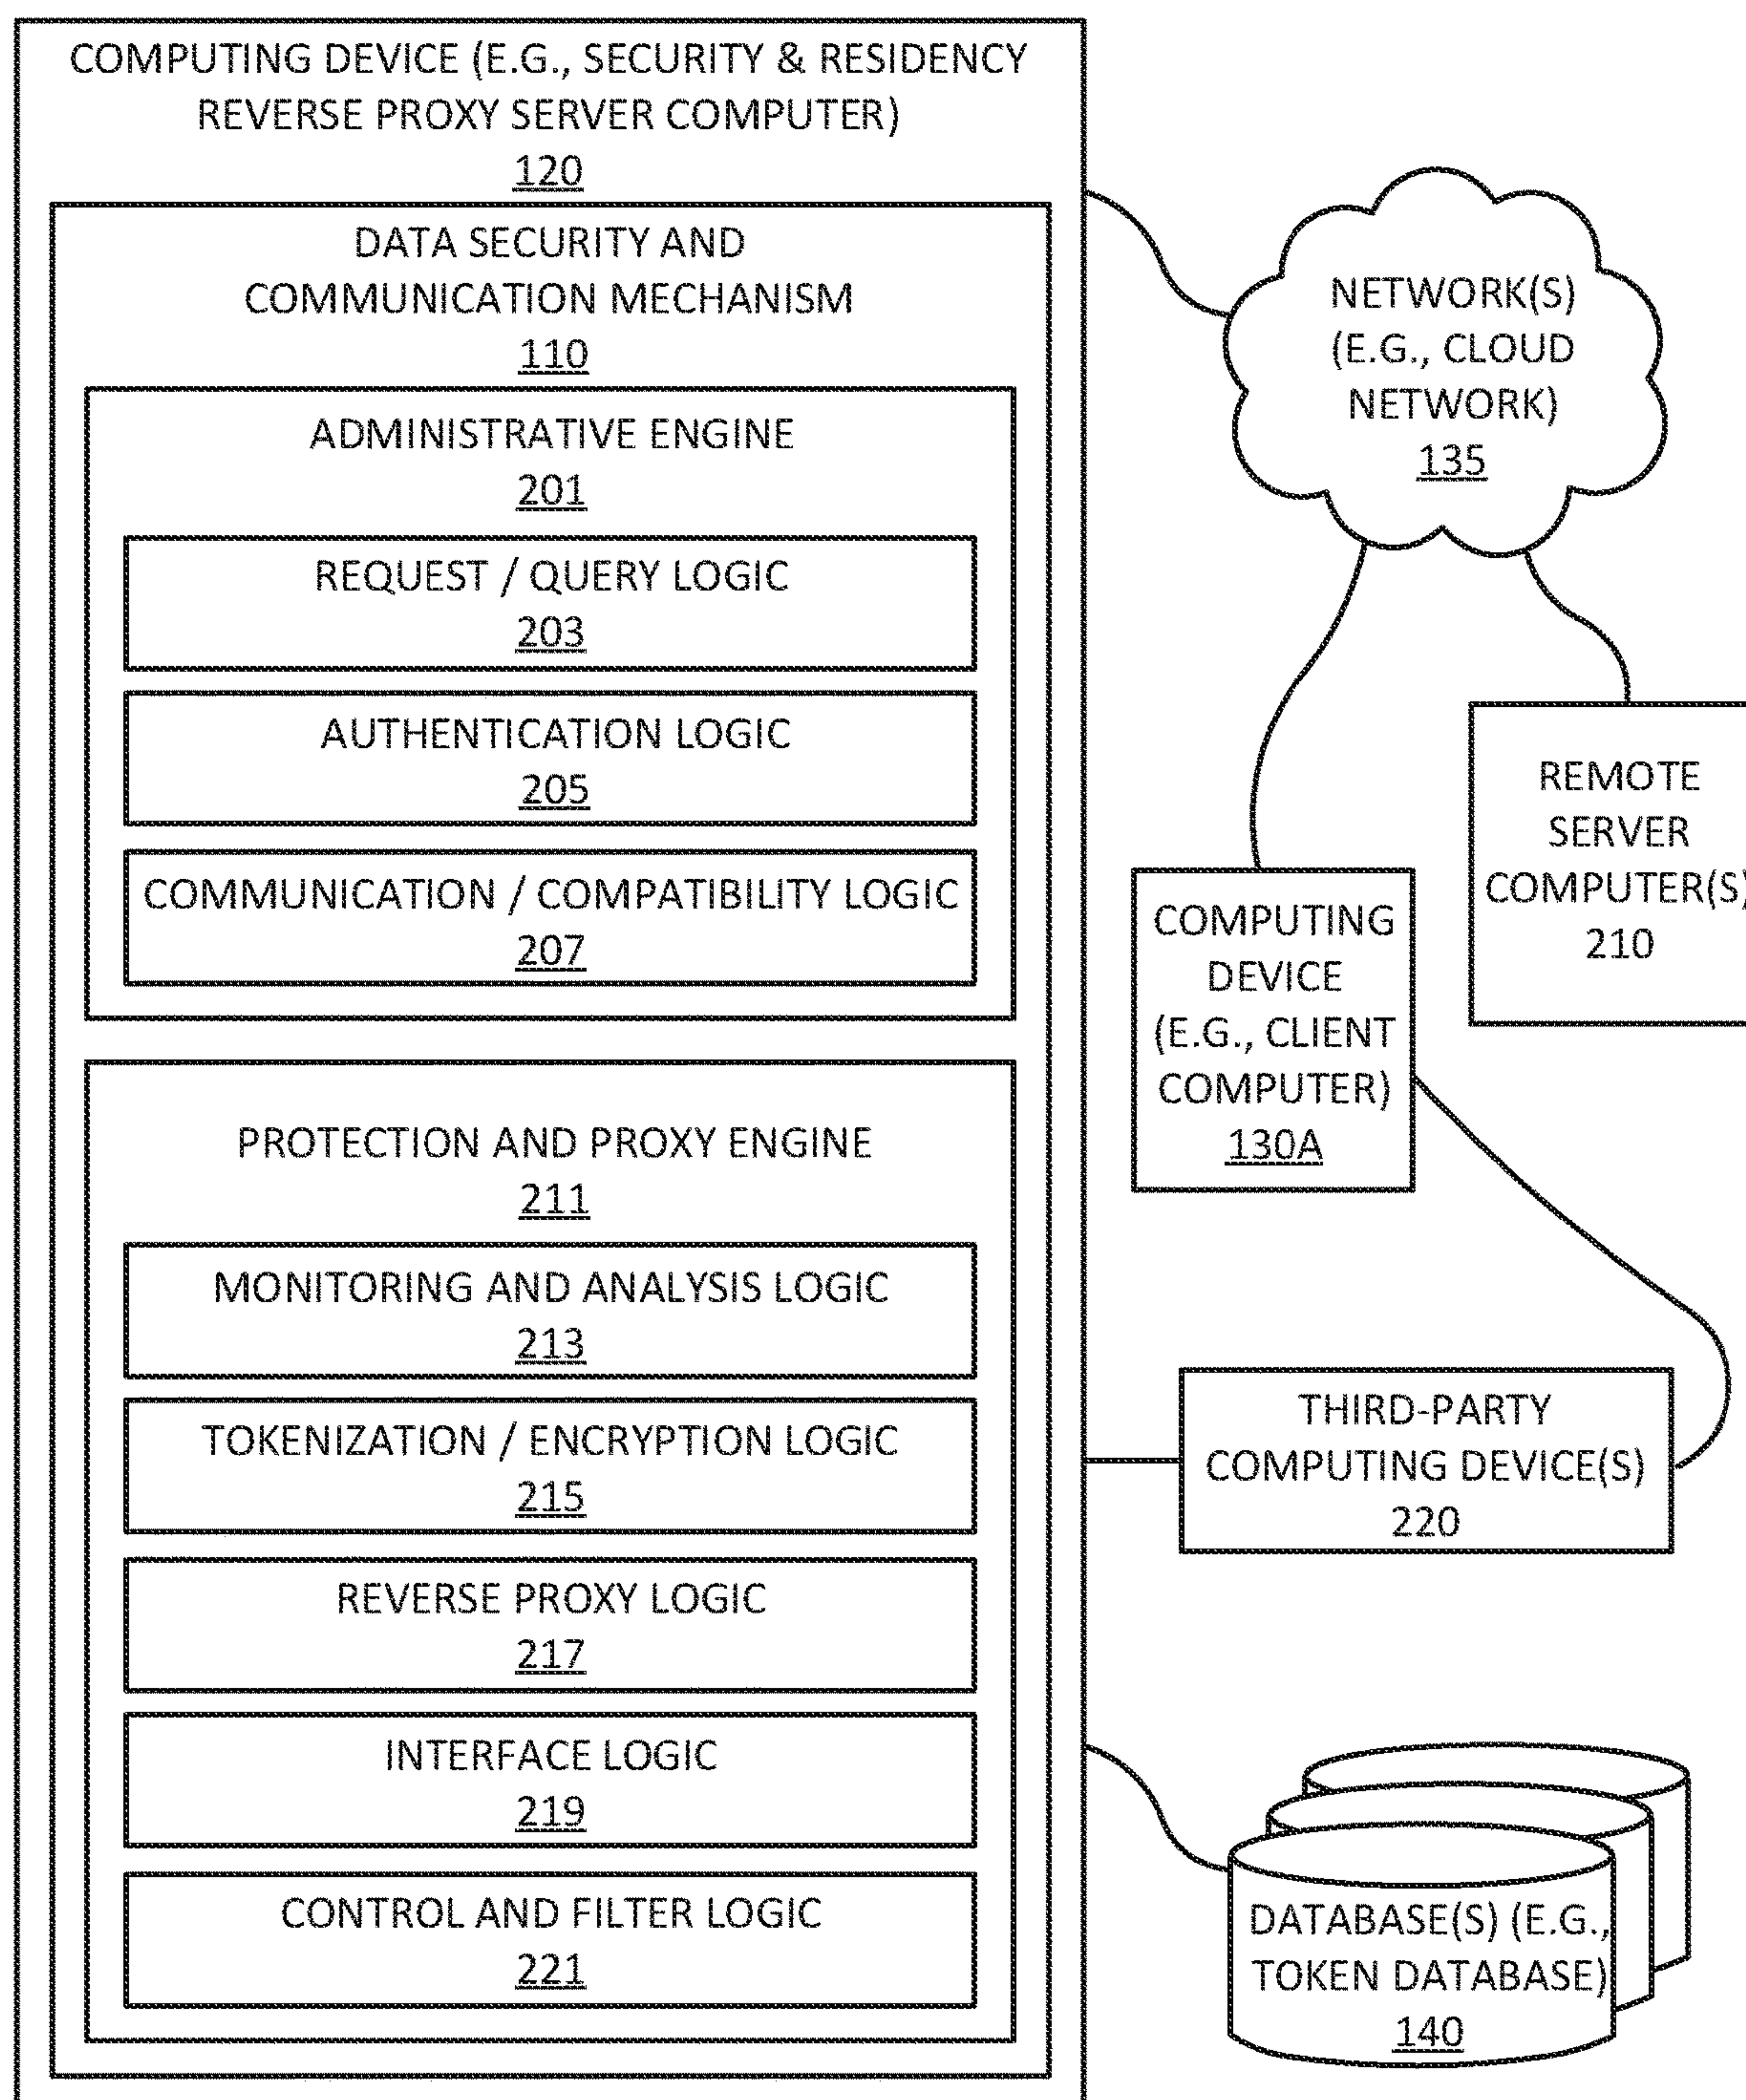 COMPUTING DEVICE (E.G., SECURITY & RESIDENCY
REVERSE PROXY SERVER COMPUTER)
120
DATA SECURITY AND
COMMUNICATION MECHANISM
110
ADMINISTRATIVE ENGINE
201
REQUEST / QUERY LOGIC
203
AUTHENTICATION LOGIC
205
COMMUNICATION / COMPATIBILITY LOGIC
207
PROTECTION AND PROXY ENGINE
211
MONITORING AND ANALYSIS LOGIC
213
TOKENIZATION / ENCRYPTION LOGIC
215
REVERSE PROXY LOGIC
217
INTERFACE LOGIC
219
CONTROL AND FILTER LOGIC
221
NETWORK(S)
(E.G., CLOUD
NETWORK)
135
REMOTE
SERVER
COMPUTER(S)
210
COMPUTING
DEVICE
(E.G., CLIENT
COMPUTER)
130A
THIRD-PARTY
COMPUTING DEVICE(S)
220
DATABASE(S) (E.G.,
TOKEN DATABASE)
140